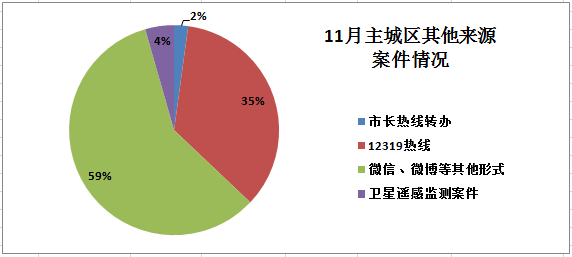 11月主城区其他来源
案件情况
2%
35%
59%
4%
市长热线转办
12319热线
微信、微博等其他形式
卫星遥感监测案件